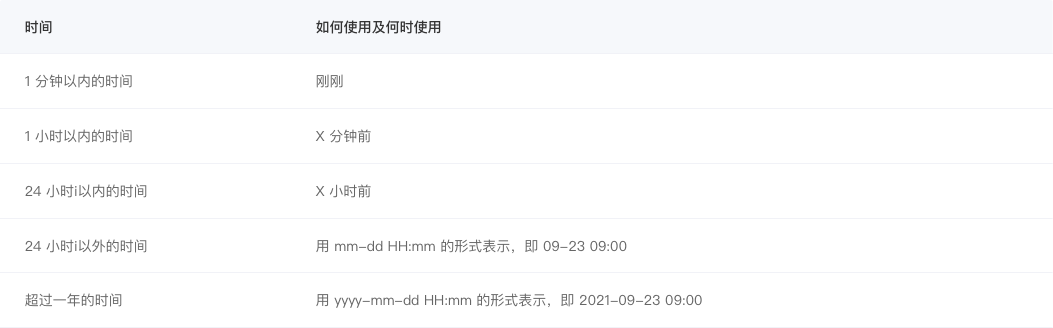 时间 如何使用及何时使用
1 分钟以内的时间 刚刚
1 小时以内的时间 X 分钟前
24 小时i以内的时间 X 小时前
24 小时i以外的时间 用 mm-dd HH:mm 的形式表示，即 09-23 09:00
超过一年的时间 用 yyyy-mm-dd HH:mm 的形式表示，即 2021-09-23 09:00